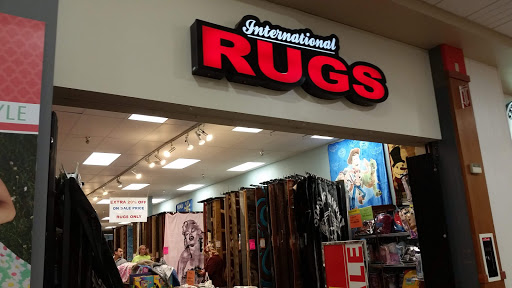 International
RUGS
YLE
EXTRA 20% OFF
ON SALE PRICE
RUGS ONLY
SALE